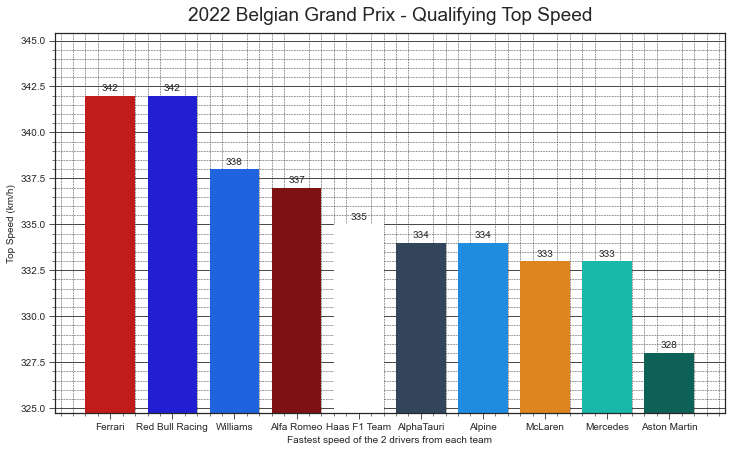 2022 Belgian Grand Prix - Qualifying Top Speed
345.0
342.5
340.0
337.5
335.0
332.5
330.0
327.5
325.0
Top Speed (km/h)
342
342
338
337
335
334
334
333
333
328
Ferrari
Red Bull Racing
Williams
Alfa Romeo
Haas F1 Team
AlphaTauri
Alpine
McLaren
Mercedes
Aston Martin
Fastest speed of the 2 drivers from each team